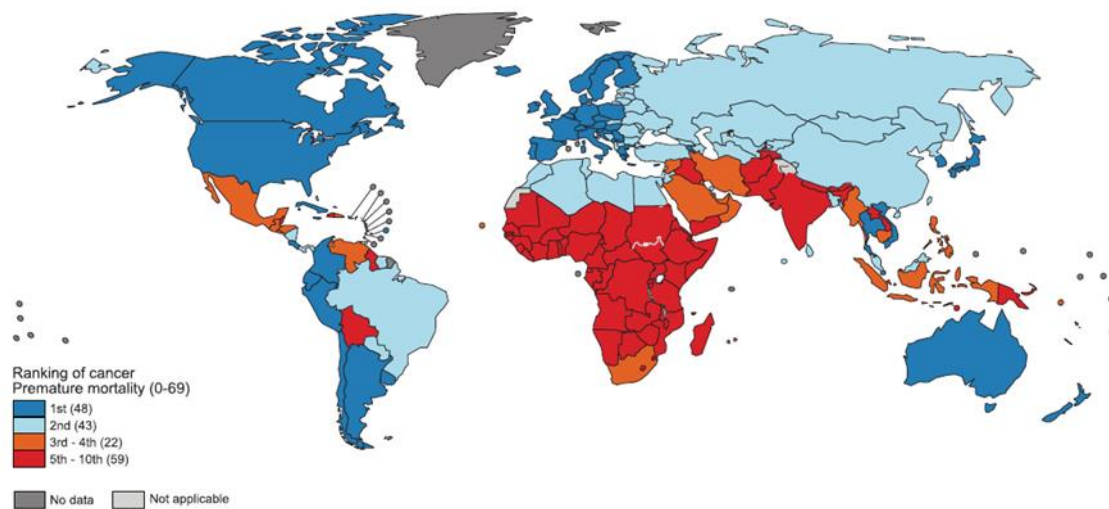 Ranking of cancer
Premature mortality (0-69)
1st (48)
2nd (43)
3rd - 4th (22)
5th - 10th (59)
No data
Not applicable